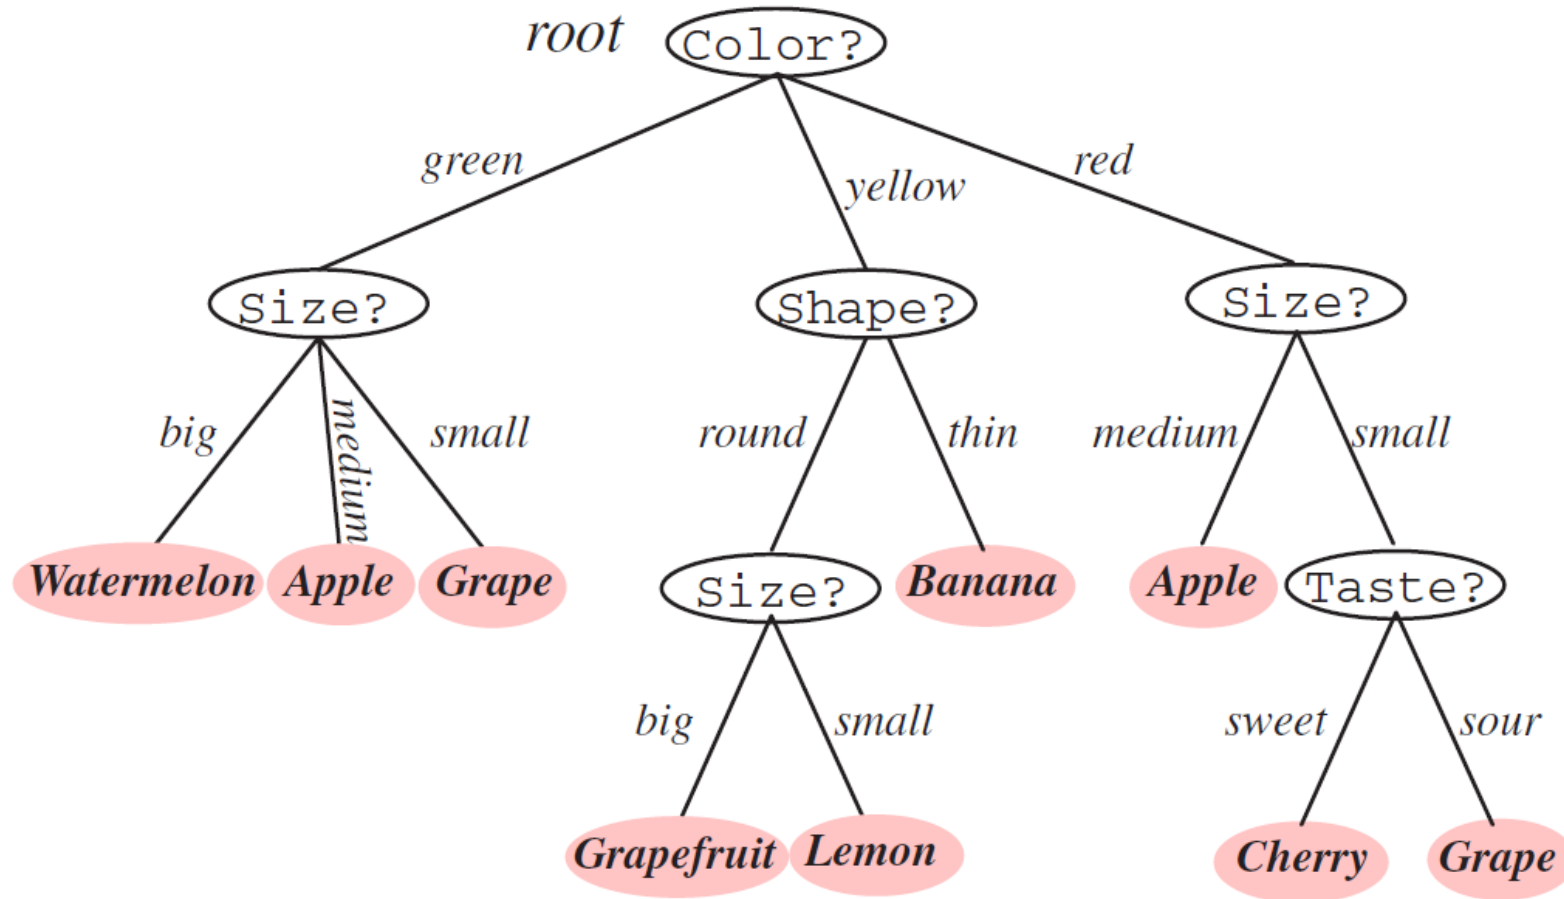 root Color?
green yellow red
Size? Shape? Size?
big medium small round thin medium small
Watermelon Apple Grape Size? Banana Apple Taste?
big small sweet sour
Grapefruit Lemon Cherry Grape